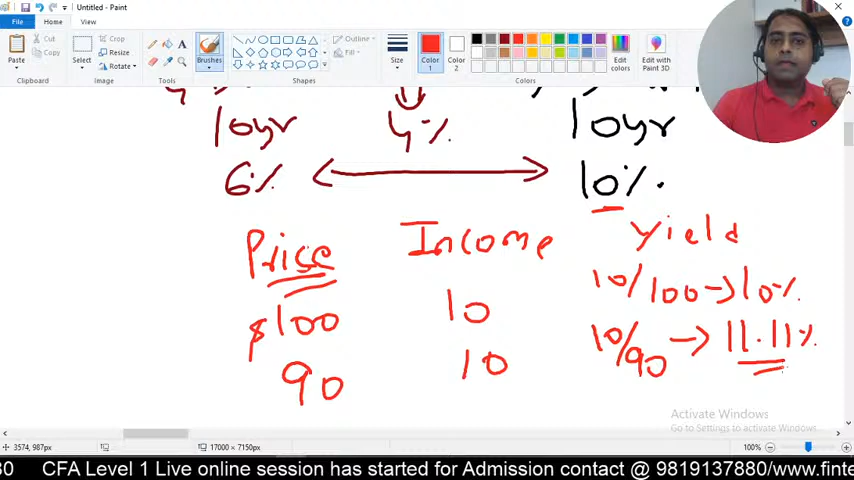 Untitled - Paint
File Home View
Paste
Cut
Copy
Clipboard
Select
Crop
Resize
Rotate
Image
Tools
Brushes
Shapes
Outline
Fill
Size
Color 1
Color 2
Edit colors
Edit with Paint 3D
Colors
10yr 4% 10yr
6% 10%.
Price Income Yield
$100 10 10/100 → 10%
90 10 10/90 → 11.11%
Activate Windows
Go to Settings to activate Windows.
3574, 987px 17000 × 7150px 100%
30 CFA Level 1 Live online session has started for Admission contact @ 9819137880/www.finte